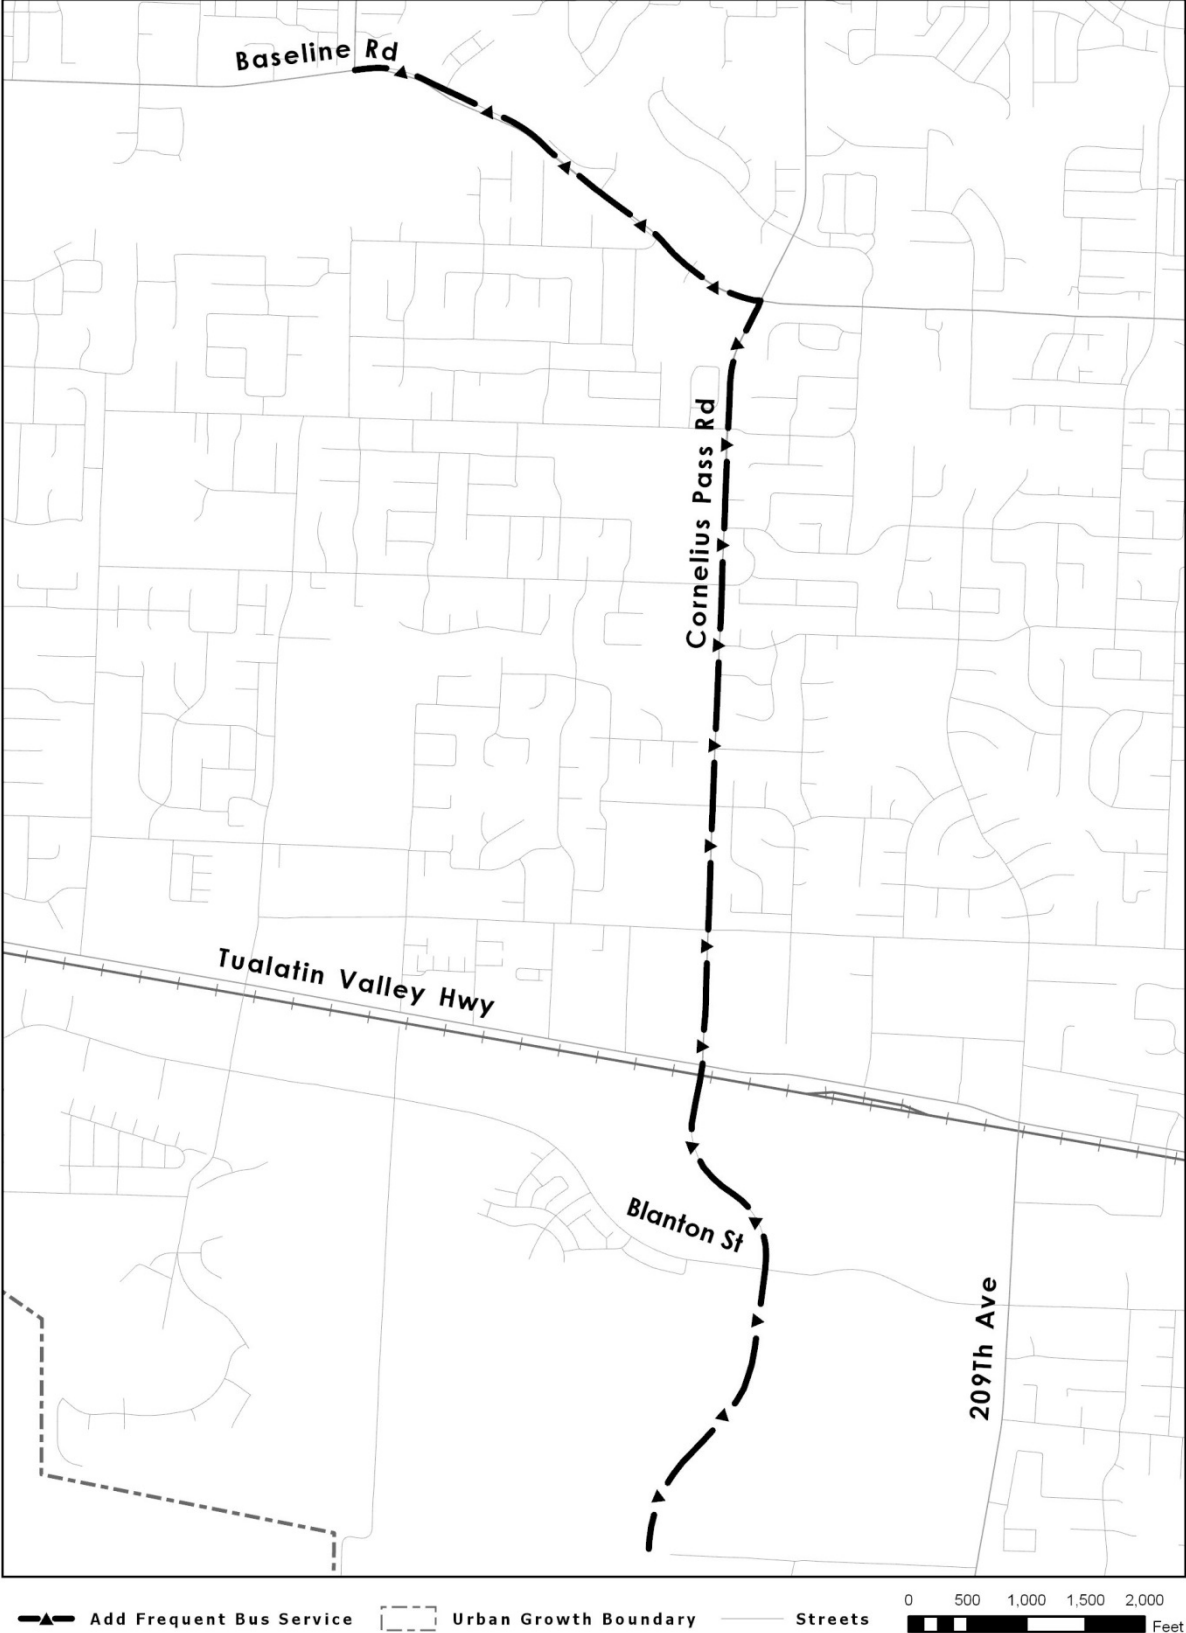 Baseline Rd
Cornelius Pass Rd
Tualatin Valley Hwy
Blanton St
209Th Ave
Add Frequent Bus Service
Urban Growth Boundary
Streets
0 500 1,000 1,500 2,000
Feet